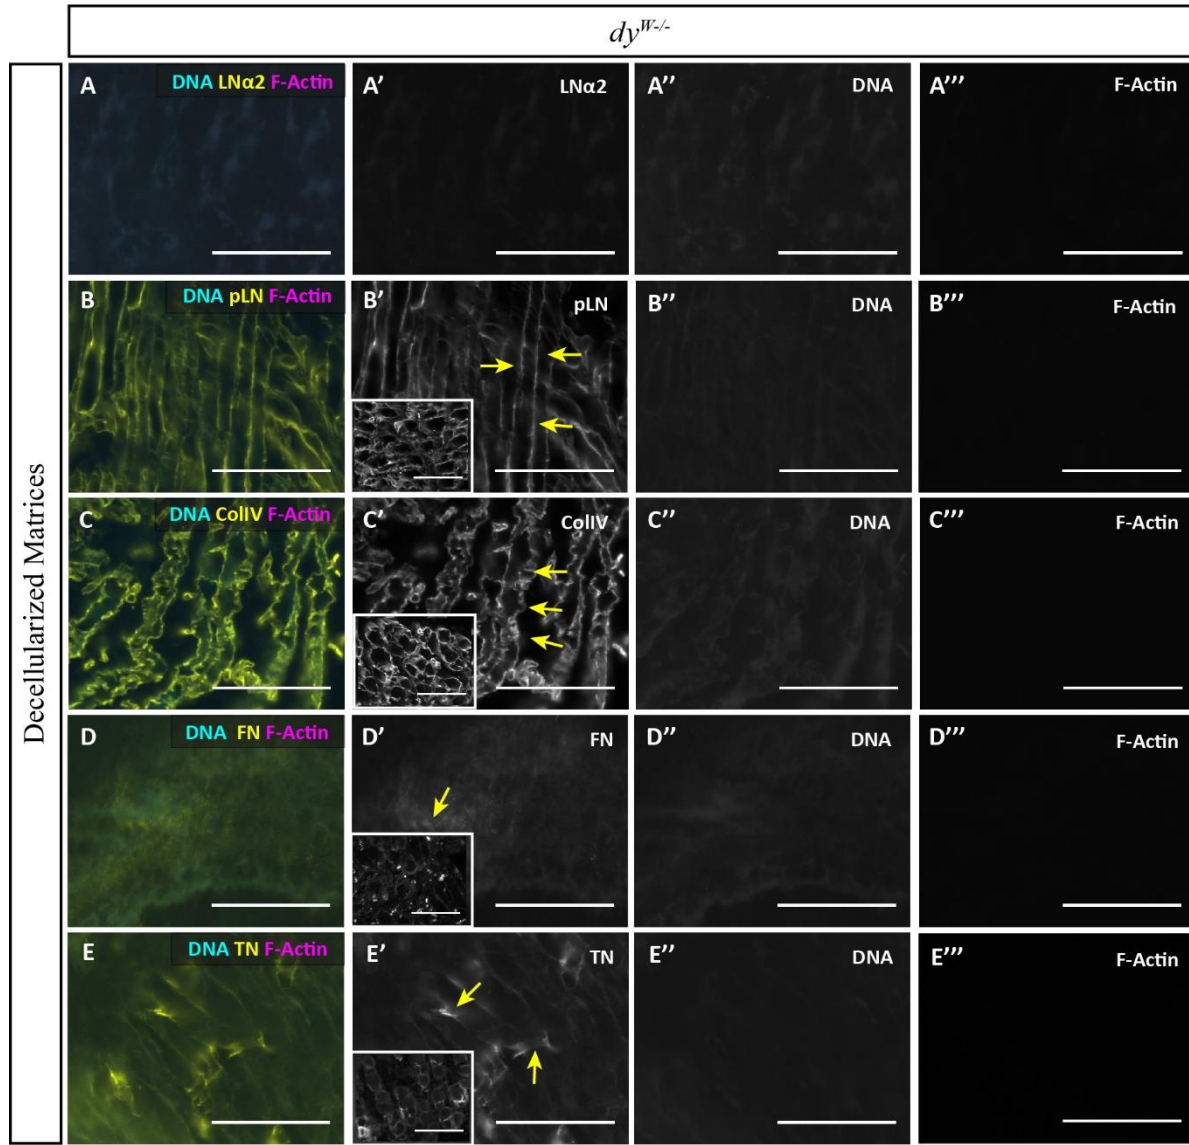 dyW-/-
Decellularized Matrices
A DNA LNα2 F-Actin
A’ LNα2
A’’ DNA
A’’’ F-Actin
B DNA pLN F-Actin
B’ pLN
B’’ DNA
B’’’ F-Actin
C DNA ColIV F-Actin
C’ ColIV
C’’ DNA
C’’’ F-Actin
D DNA FN F-Actin
D’ FN
D’’ DNA
D’’’ F-Actin
E DNA TN F-Actin
E’ TN
E’’ DNA
E’’’ F-Actin